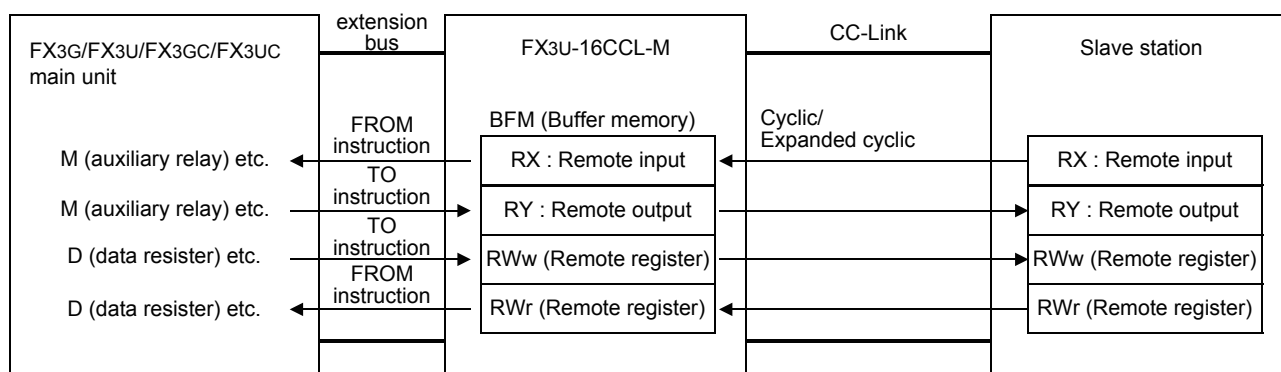 FX3G/FX3U/FX3GC/FX3UC
main unit
extension
bus
FX3U-16CCL-M
CC-Link
Slave station
BFM (Buffer memory)
Cyclic/
Expanded cyclic
FROM
instruction
M (auxiliary relay) etc.
RX : Remote input
RX : Remote input
TO
instruction
M (auxiliary relay) etc.
RY : Remote output
RY : Remote output
TO
instruction
D (data resister) etc.
RWw (Remote register)
RWw (Remote register)
FROM
instruction
D (data resister) etc.
RWr (Remote register)
RWr (Remote register)